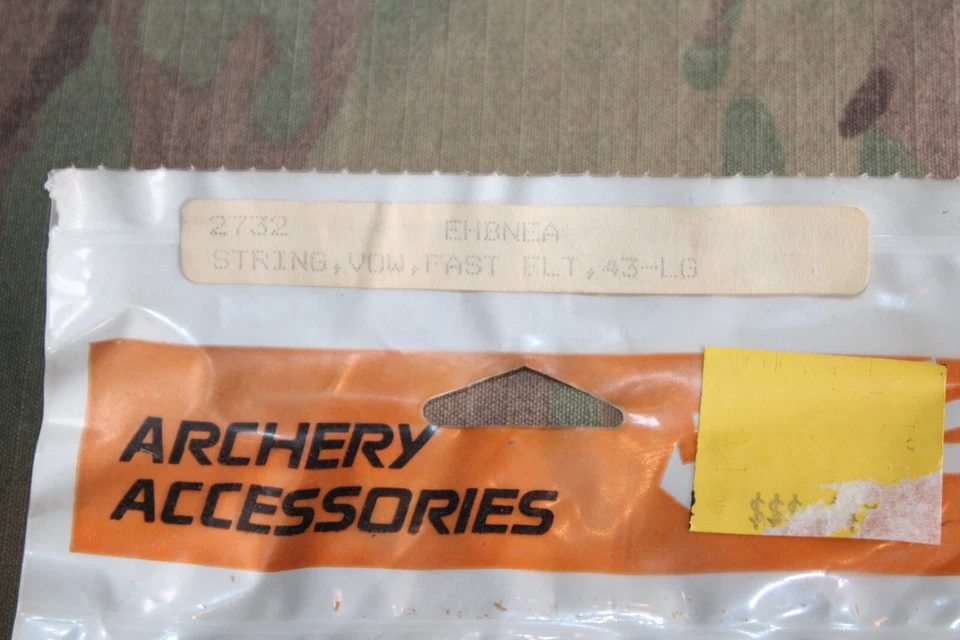 2732 EHBNEA
STRING,VOW,FAST FLT,43-LG
ARCHERY
ACCESSORIES
$$$